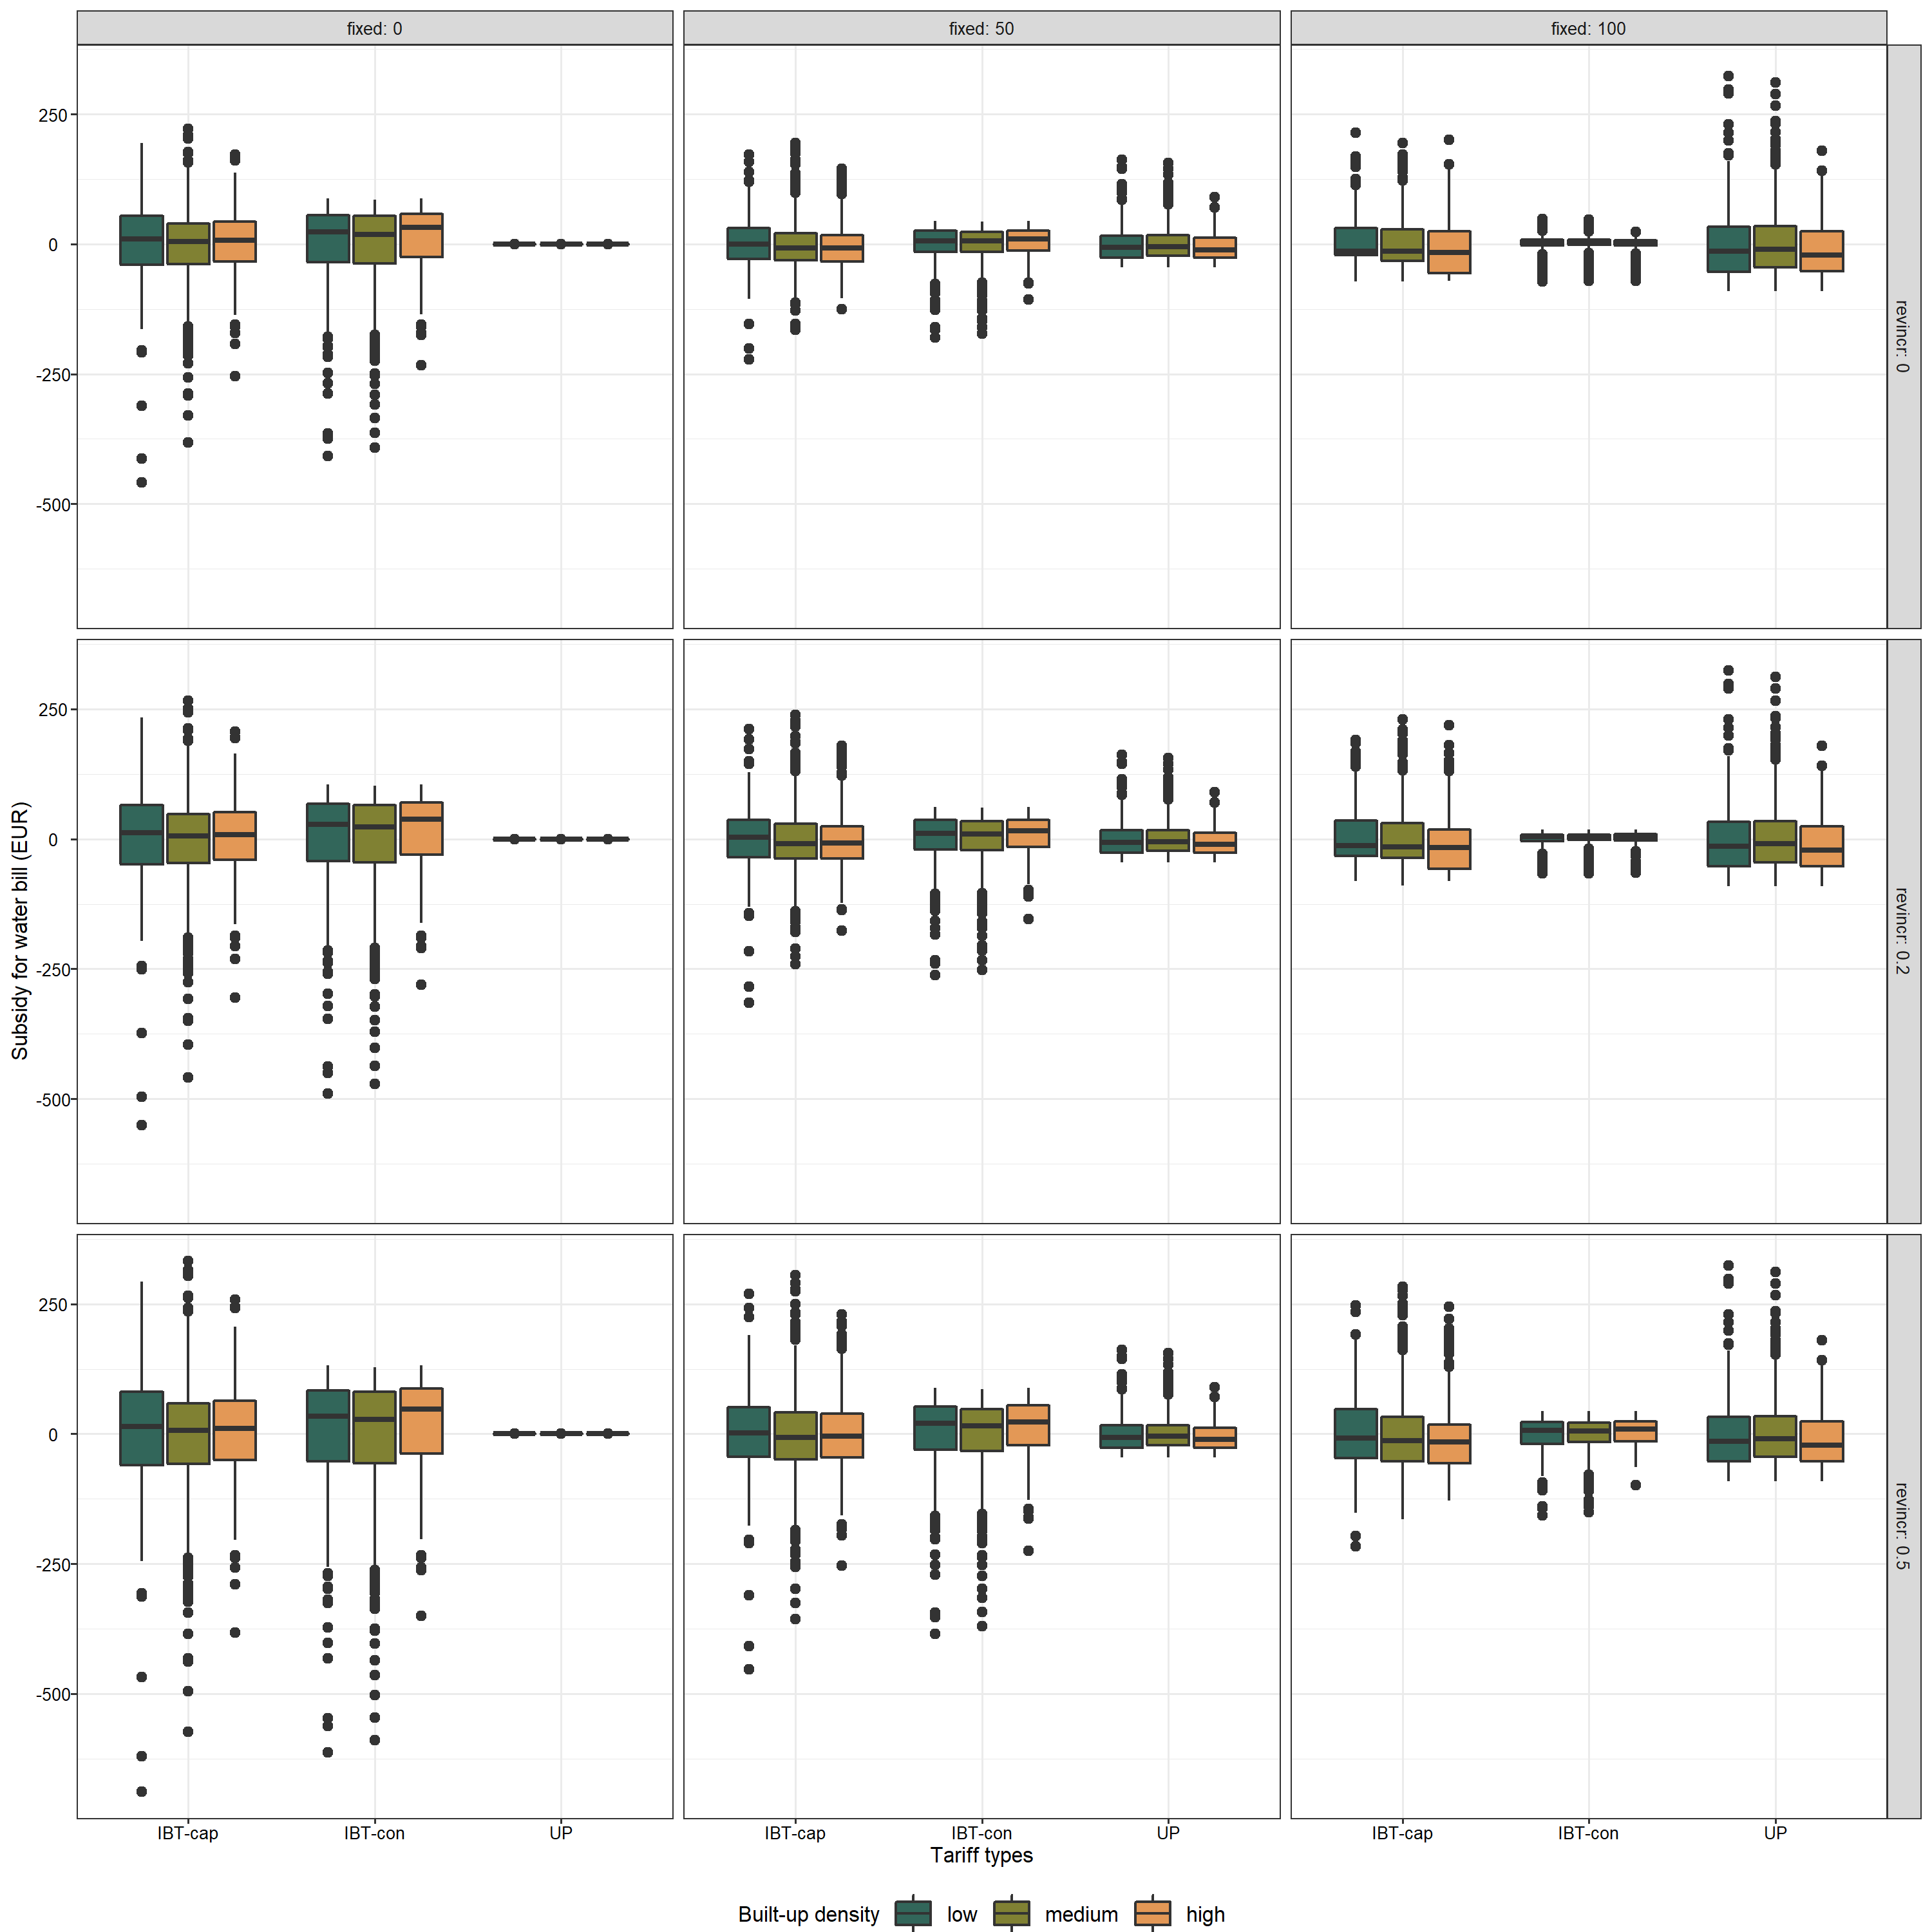 fixed: 0
fixed: 50
fixed: 100
250
0
-250
-500
revincr: 0
250
0
-250
-500
revincr: 0.2
250
0
-250
-500
revincr: 0.5
Subsidy for water bill (EUR)
IBT-cap
IBT-con
UP
IBT-cap
IBT-con
UP
IBT-cap
IBT-con
UP
Tariff types
Built-up density low medium high